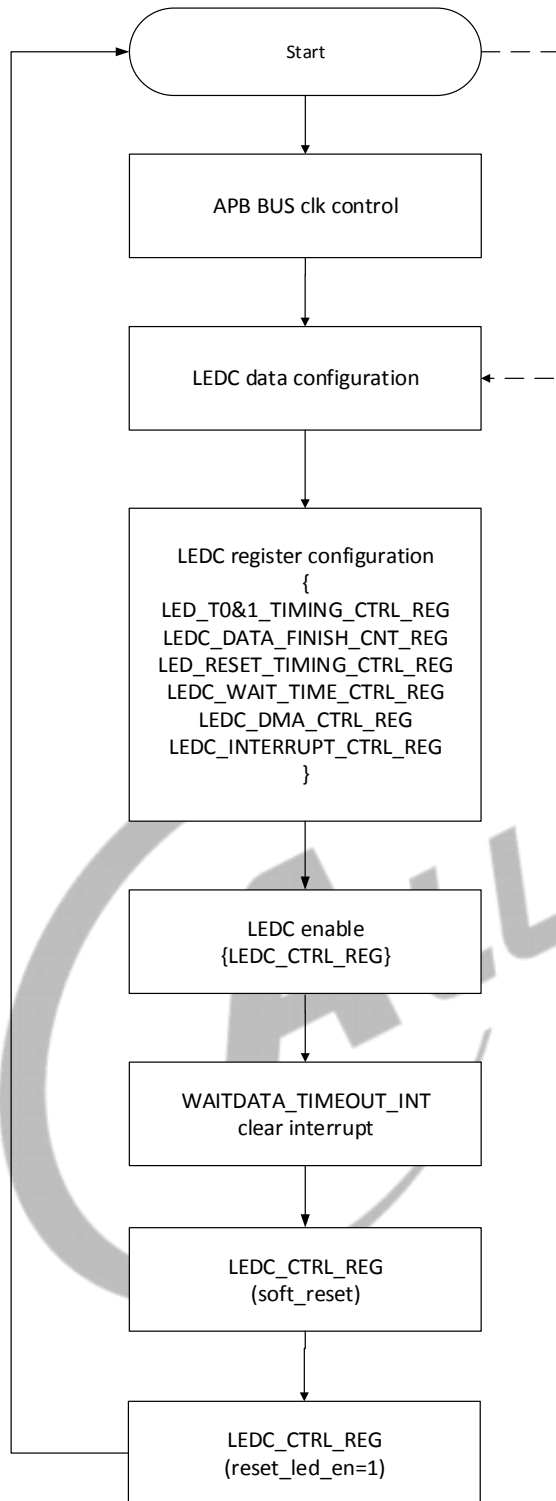 Start
APB BUS clk control
LEDC data configuration
LEDC register configuration
{
LED_T0&1_TIMING_CTRL_REG
LEDC_DATA_FINISH_CNT_REG
LED_RESET_TIMING_CTRL_REG
LEDC_WAIT_TIME_CTRL_REG
LEDC_DMA_CTRL_REG
LEDC_INTERRUPT_CTRL_REG
}
LEDC enable
{LEDC_CTRL_REG}
WAITDATA_TIMEOUT_INT
clear interrupt
LEDC_CTRL_REG
(soft_reset)
LEDC_CTRL_REG
(reset_led_en=1)